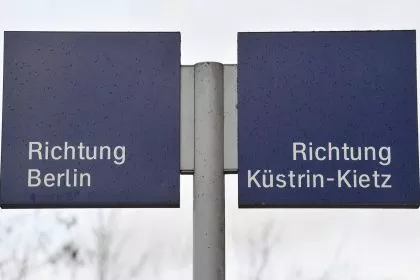 Richtung
Berlin
Richtung
Küstrin-Kietz